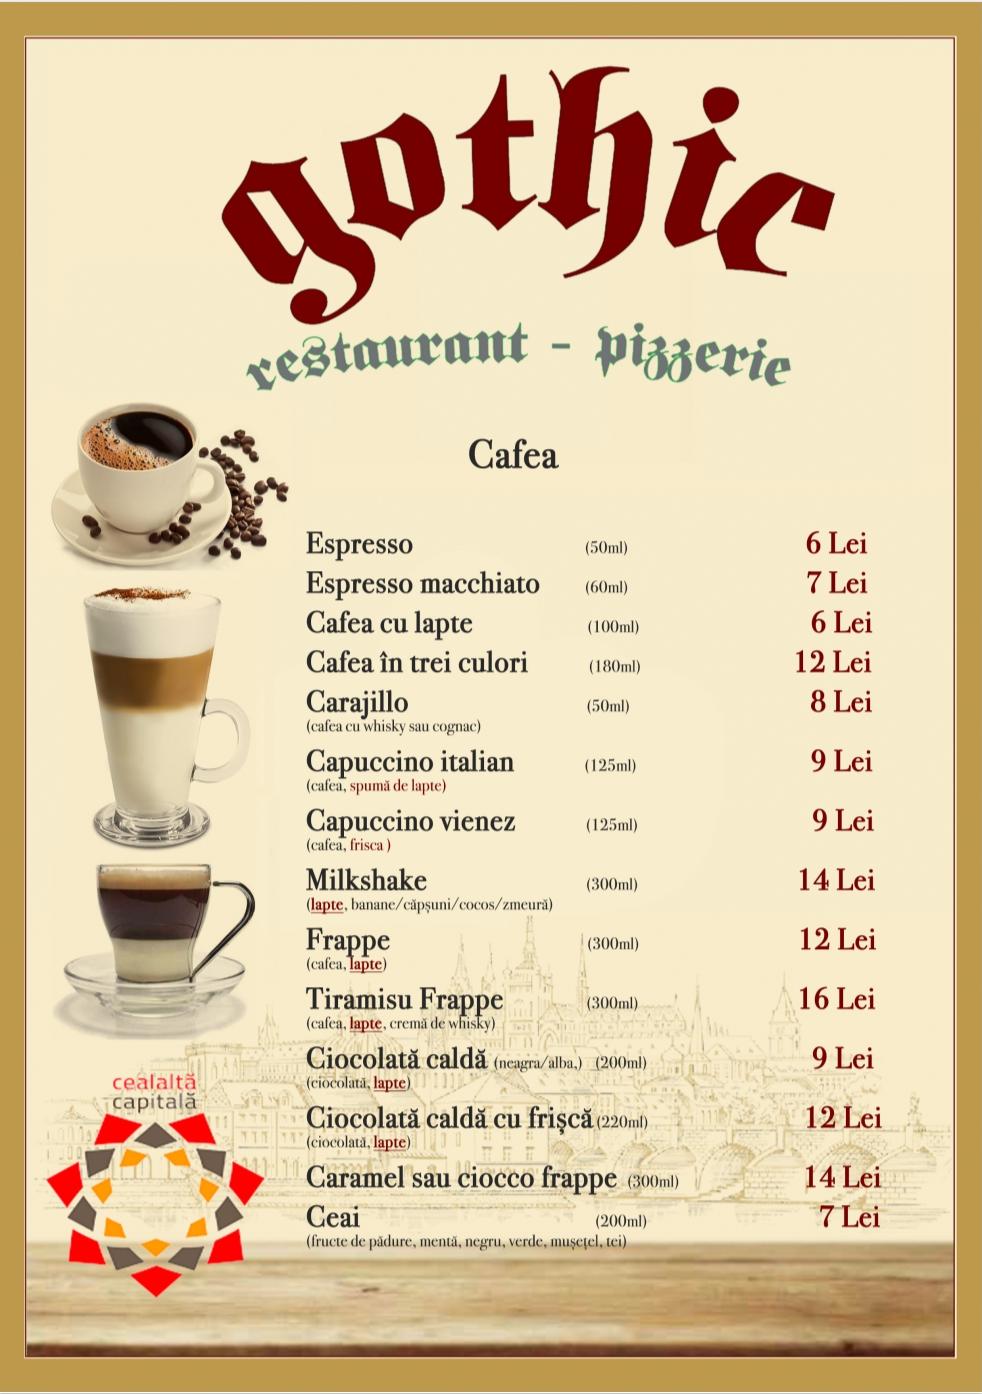 gothic
restaurant - pizzerie
Cafea
Espresso (50ml) 6 Lei
Espresso macchiato (60ml) 7 Lei
Cafea cu lapte (100ml) 6 Lei
Cafea în trei culori (180ml) 12 Lei
Carajillo (50ml) 8 Lei
(cafea cu whisky sau cognac)
Capuccino italian (125ml) 9 Lei
(cafea, spumă de lapte)
Capuccino vienez (125ml) 9 Lei
(cafea, frisca )
Milkshake (300ml) 14 Lei
(lapte, banane/căpșuni/cocos/zmeură)
Frappe (300ml) 12 Lei
(cafea, lapte)
Tiramisu Frappe (300ml) 16 Lei
(cafea, lapte, cremă de whisky)
Ciocolată caldă (neagra/alba,) (200ml) 9 Lei
(ciocolată, lapte)
Ciocolată caldă cu frișcă (220ml) 12 Lei
(ciocolată, lapte)
Caramel sau ciocco frappe (300ml) 14 Lei
Ceai (200ml) 7 Lei
(fructe de pădure, mentă, negru, verde, mușețel, tei)
cealaltă
capitală